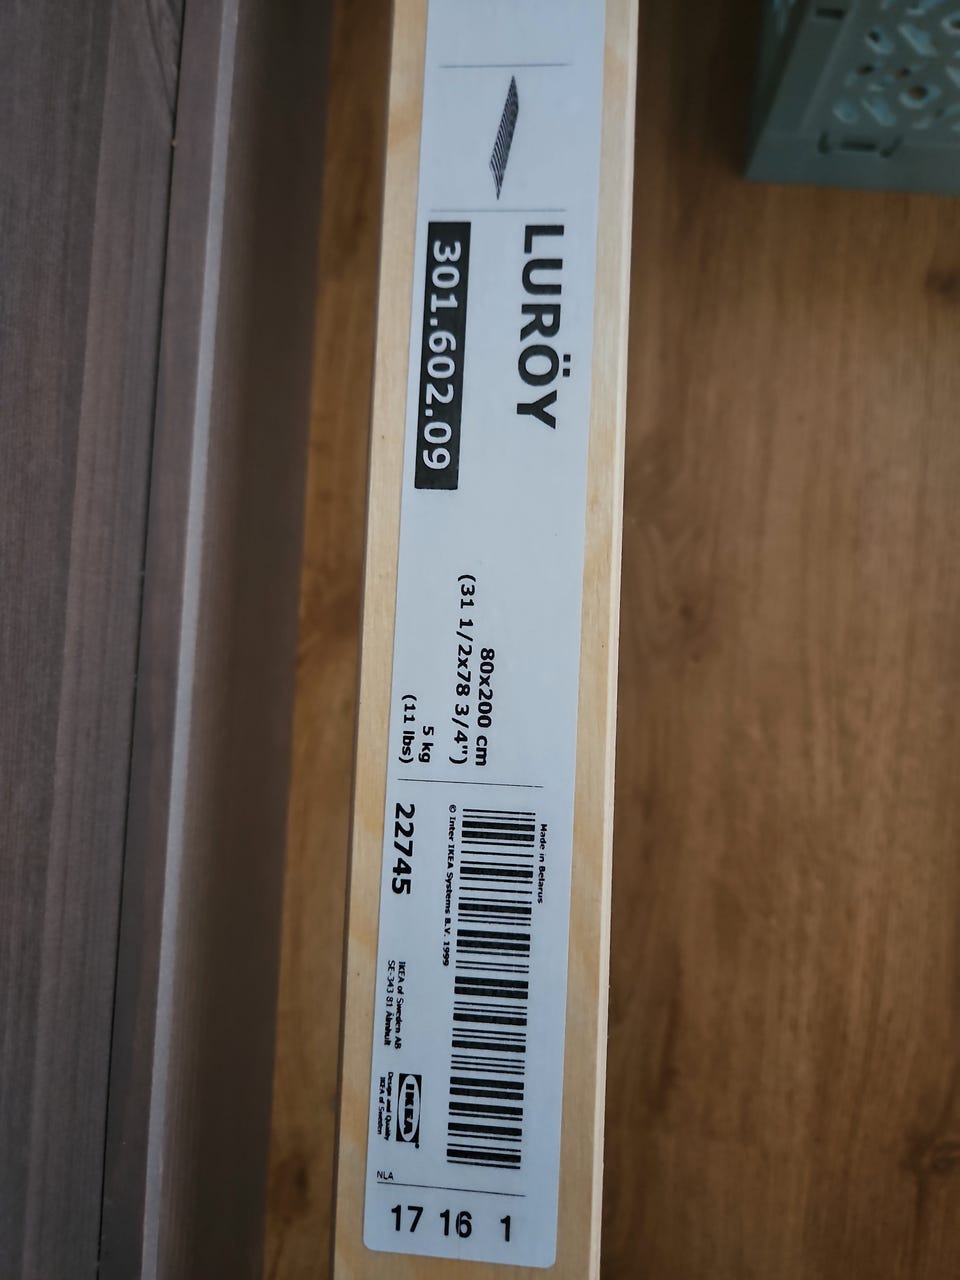 LURÖY
301.602.09
80x200 cm
(31 1/2x78 3/4")
5 kg
(11 lbs)
Made in Belarus
© Inter IKEA Systems B.V. 1999
22745
IKEA of Sweden AB
SE-343 81 Älmhult
IKEA®
Design and Quality
IKEA of Sweden
NLA
1
16
17